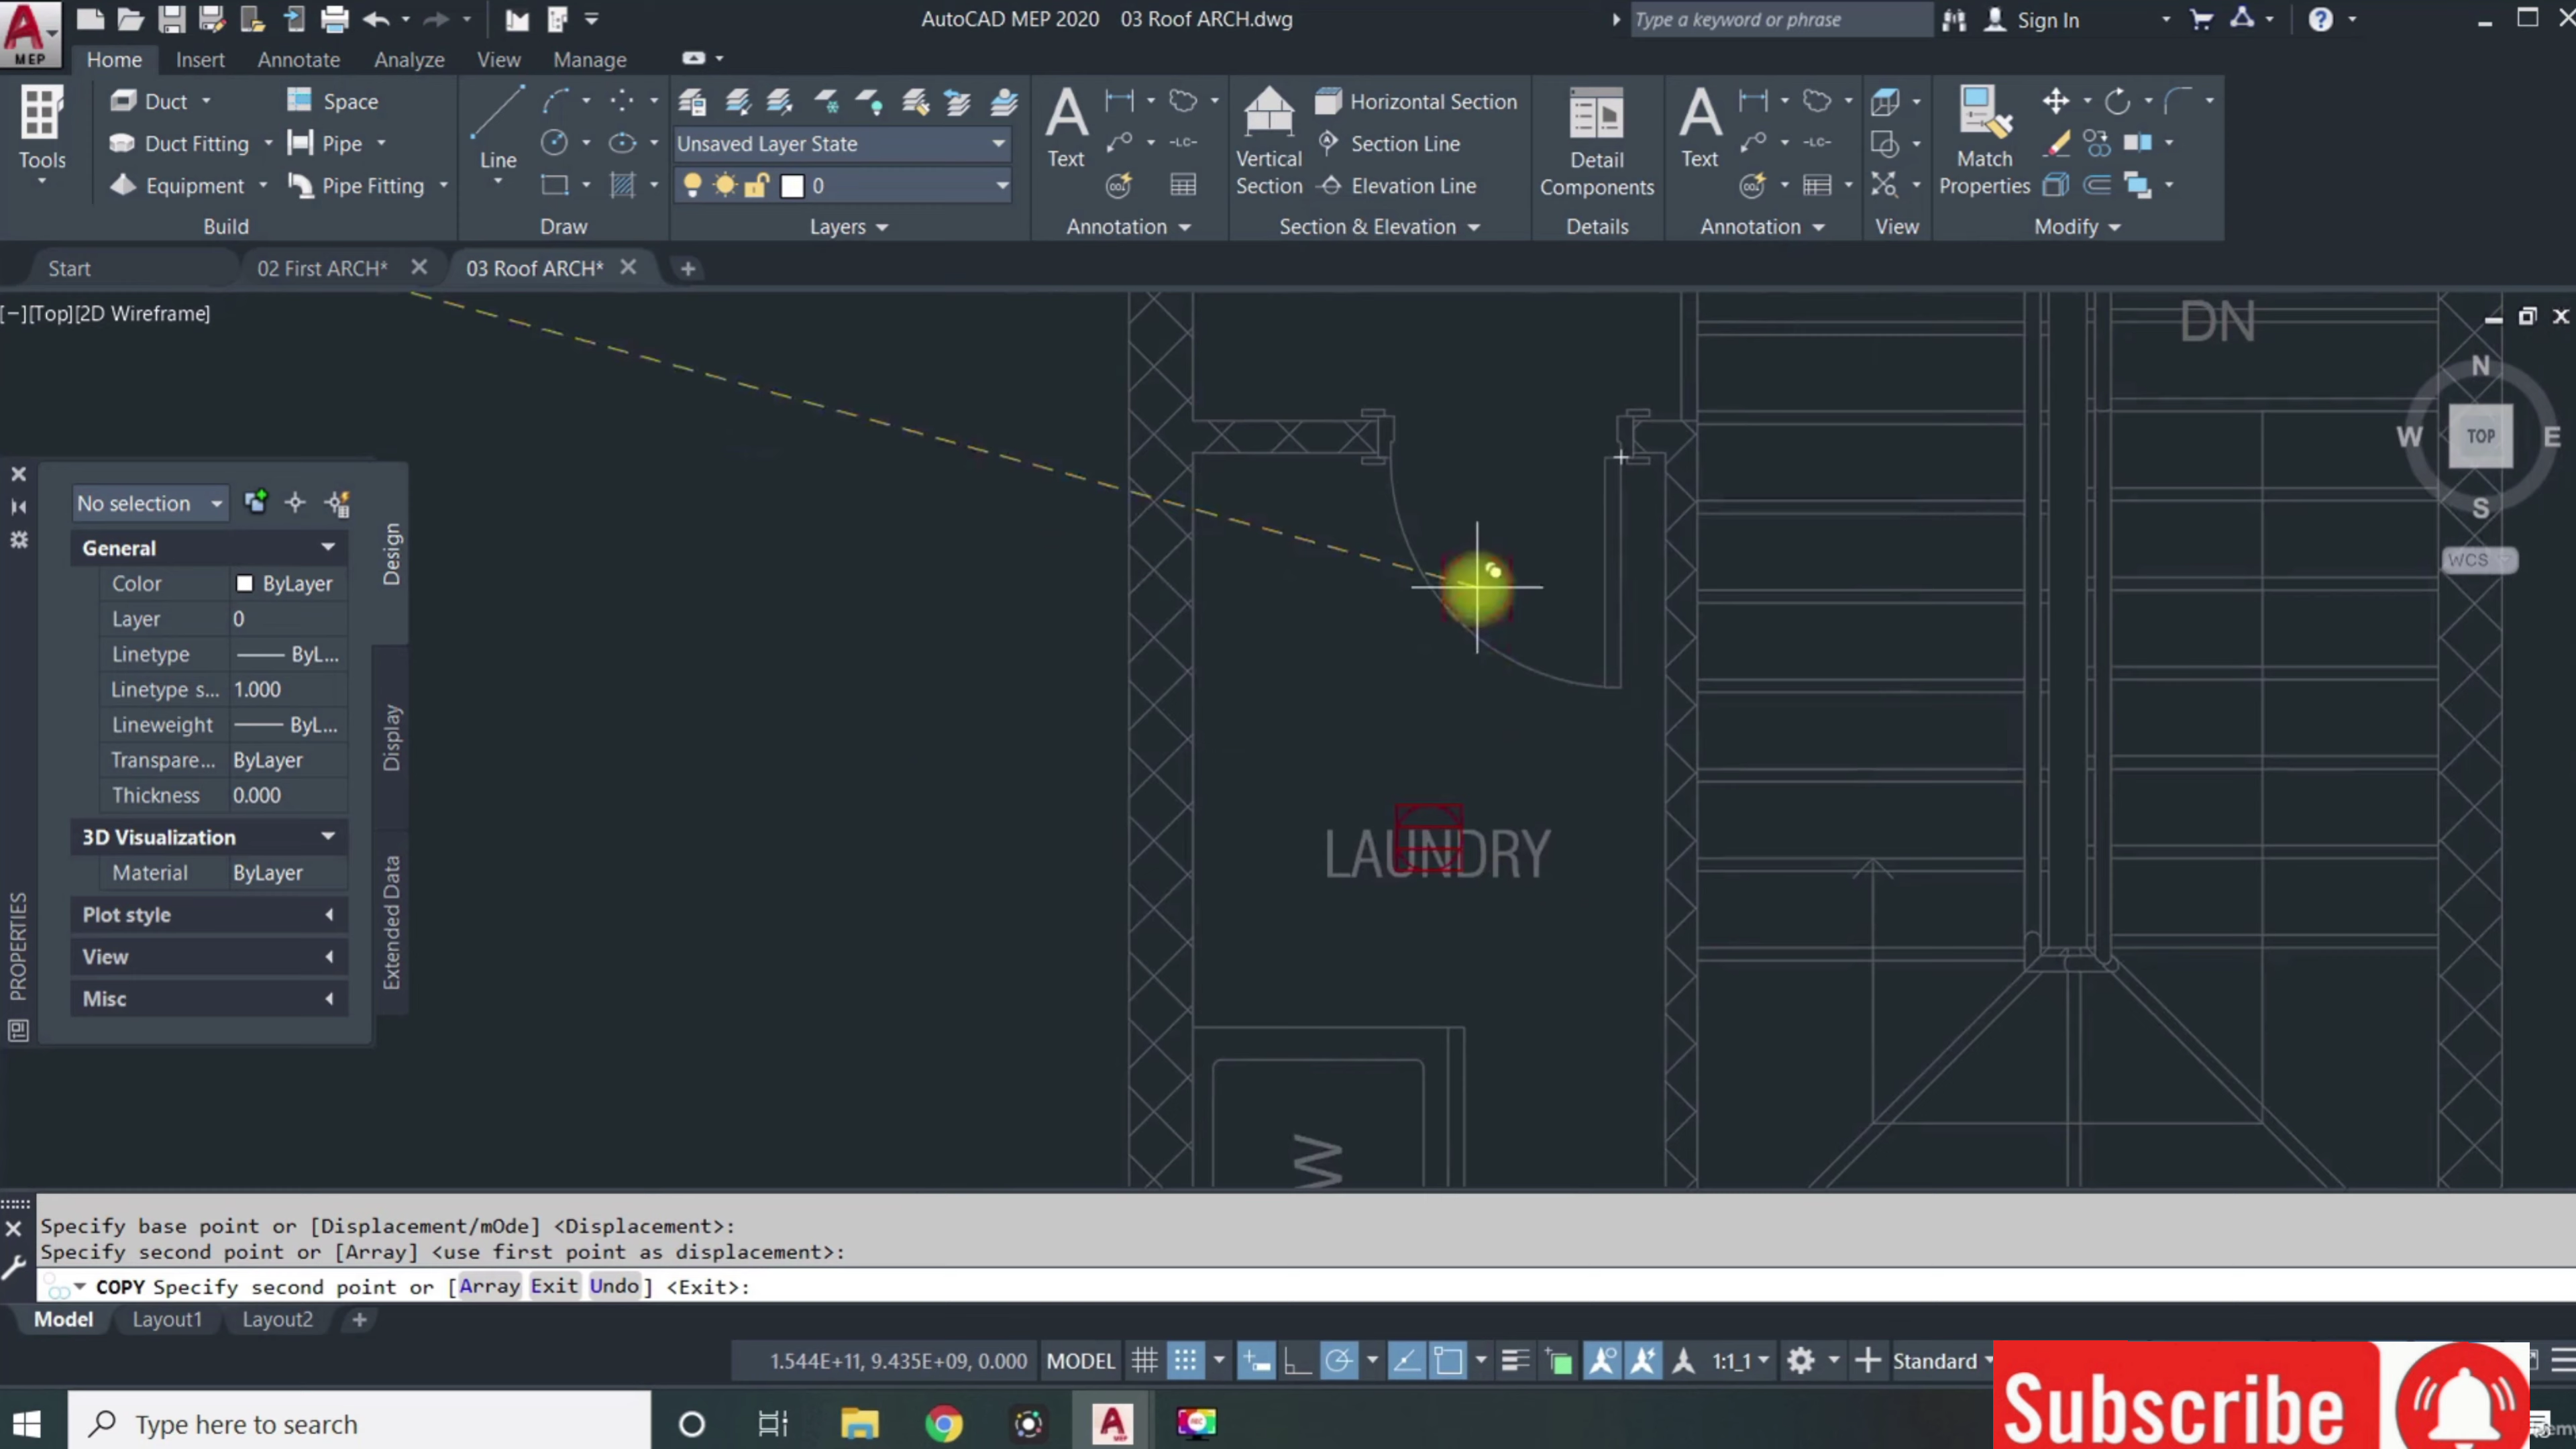 AutoCAD MEP 2020 03 Roof ARCH.dwg
Type a keyword or phrase
Sign In
MEP
Home Insert Annotate Analyze View Manage
Tools
Duct
Space
Duct Fitting
Pipe
Equipment
Pipe Fitting
Build
Line
Draw
Unsaved Layer State
0
Layers
Text
Annotation
Vertical Section
Horizontal Section
Section Line
Elevation Line
Section & Elevation
Detail Components
Details
Text
Annotation
View
Match Properties
Modify
Start
02 First ARCH*
03 Roof ARCH*
[−][Top][2D Wireframe]
DN
N
W TOP E
S
WCS
No selection
General
Color ByLayer
Layer 0
Linetype ByL...
Linetype s... 1.000
Lineweight ByL...
Transpare... ByLayer
Thickness 0.000
3D Visualization
Material ByLayer
Plot style
View
Misc
Design
Display
Extended Data
PROPERTIES
LAUNDRY
W
Specify base point or [Displacement/mOde] <Displacement>:
Specify second point or [Array] <use first point as displacement>:
COPY Specify second point or [Array Exit Undo] <Exit>:
Model Layout1 Layout2
1.544E+11, 9.435E+09, 0.000 MODEL
1:1_1
Standard
Type here to search
Subscribe